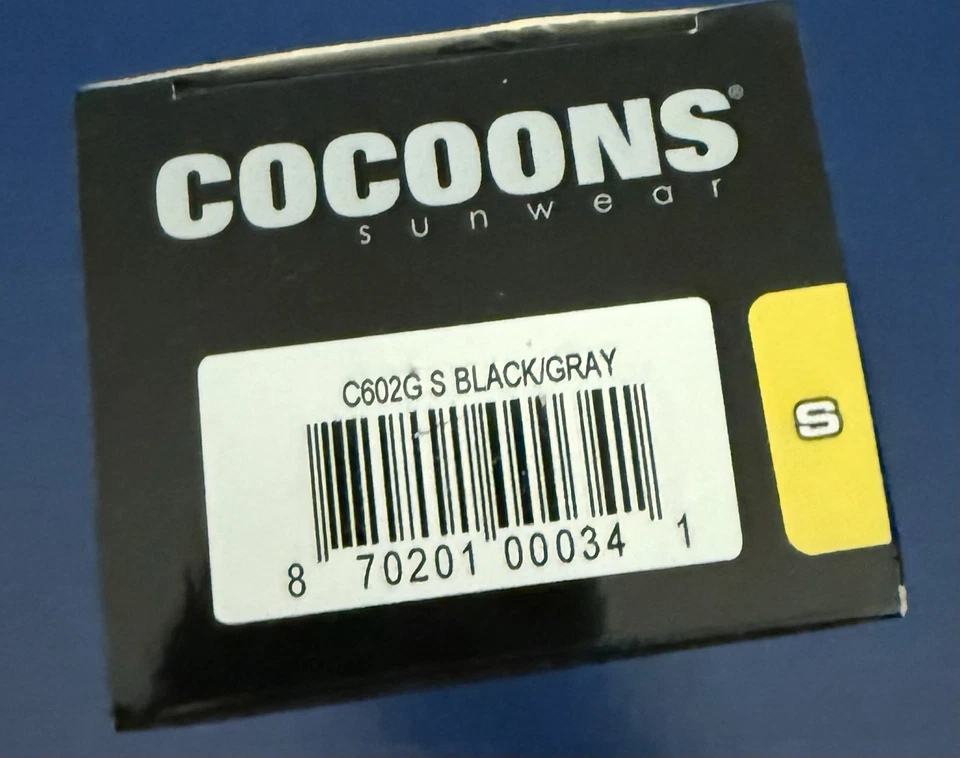 COCOONS®
sunwear
C602G S BLACK/GRAY
8 70201 00034 1
S